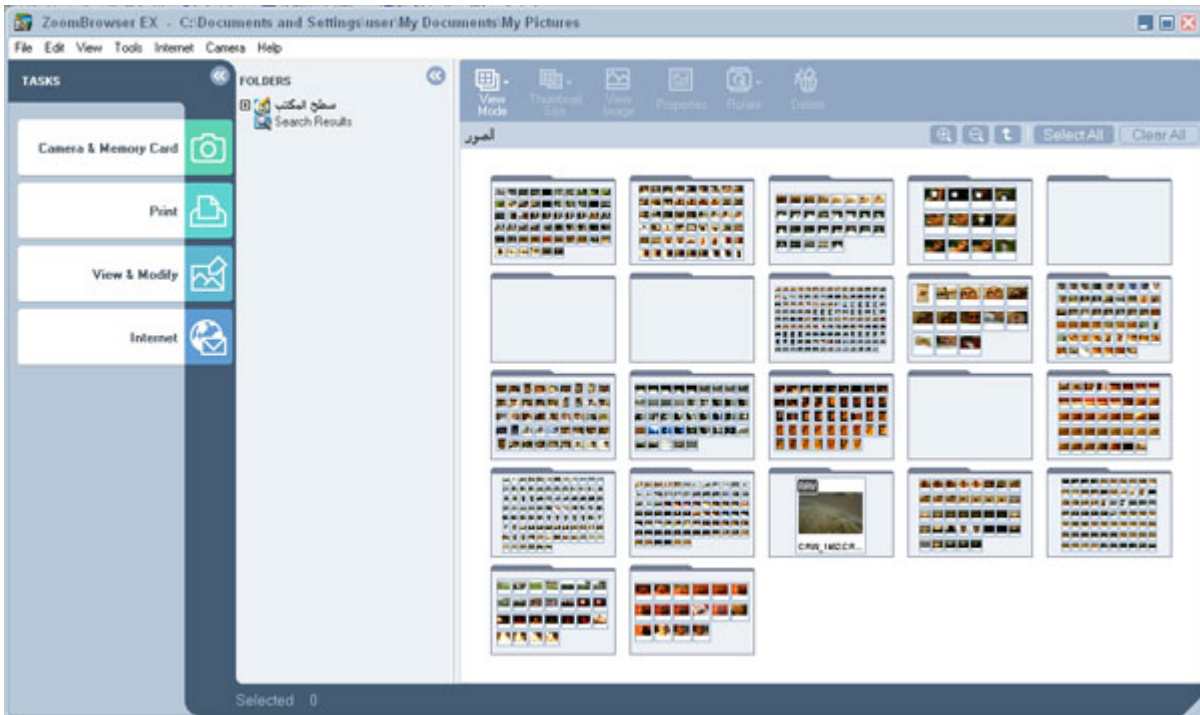 ZoomBrowser EX - C:\Documents and Settings\user\My Documents\My Pictures
File Edit View Tools Internet Camera Help
TASKS
Camera & Memory Card
Print
View & Modify
Internet
FOLDERS
سطح المكتب
Search Results
View Mode
Thumbnail Size
View Image
Properties
Rotate
Delete
الصور
Select All
Clear All
Selected 0